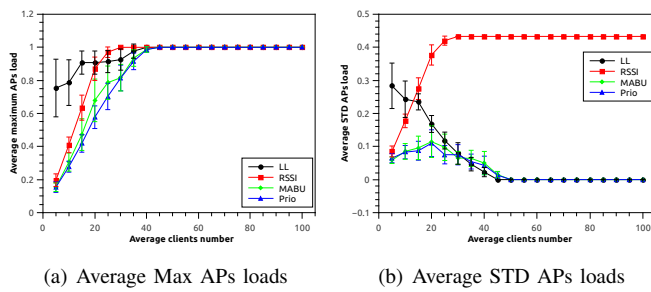 Average maximum APs load
1.2
1
0.8
0.6
0.4
0.2
0
0 20 40 60 80 100
Average clients number
LL
RSSI
MABU
Prio
(a) Average Max APs loads
Average STD APs load
0.5
0.4
0.3
0.2
0.1
0
-0.1
0 20 40 60 80 100
Average clients number
LL
RSSI
MABU
Prio
(b) Average STD APs loads